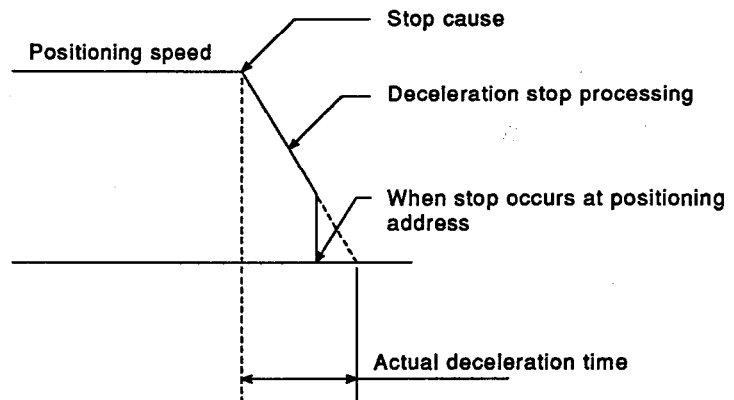 Stop cause
Positioning speed
Deceleration stop processing
When stop occurs at positioning
address
Actual deceleration time